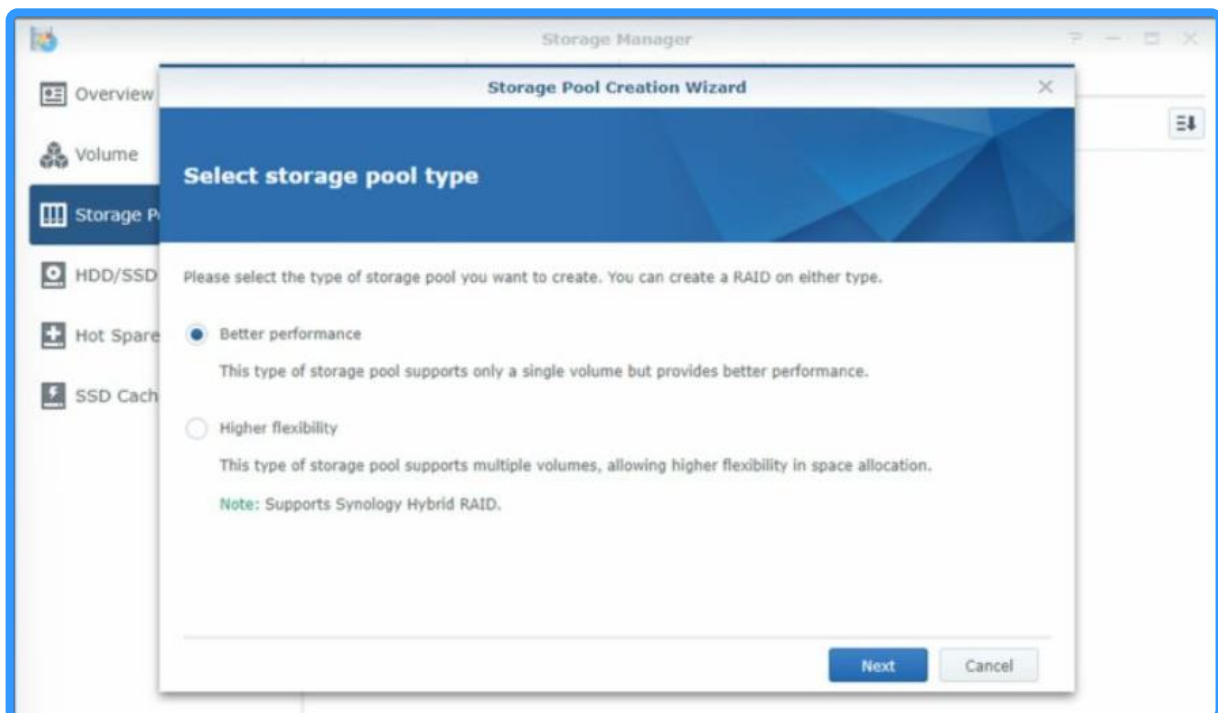 Storage Manager
Overview
Volume
Storage P
HDD/SSD
Hot Spare
SSD Cach
Storage Pool Creation Wizard
Select storage pool type
Please select the type of storage pool you want to create. You can create a RAID on either type.
Better performance
This type of storage pool supports only a single volume but provides better performance.
Higher flexibility
This type of storage pool supports multiple volumes, allowing higher flexibility in space allocation.
Note: Supports Synology Hybrid RAID.
Next
Cancel